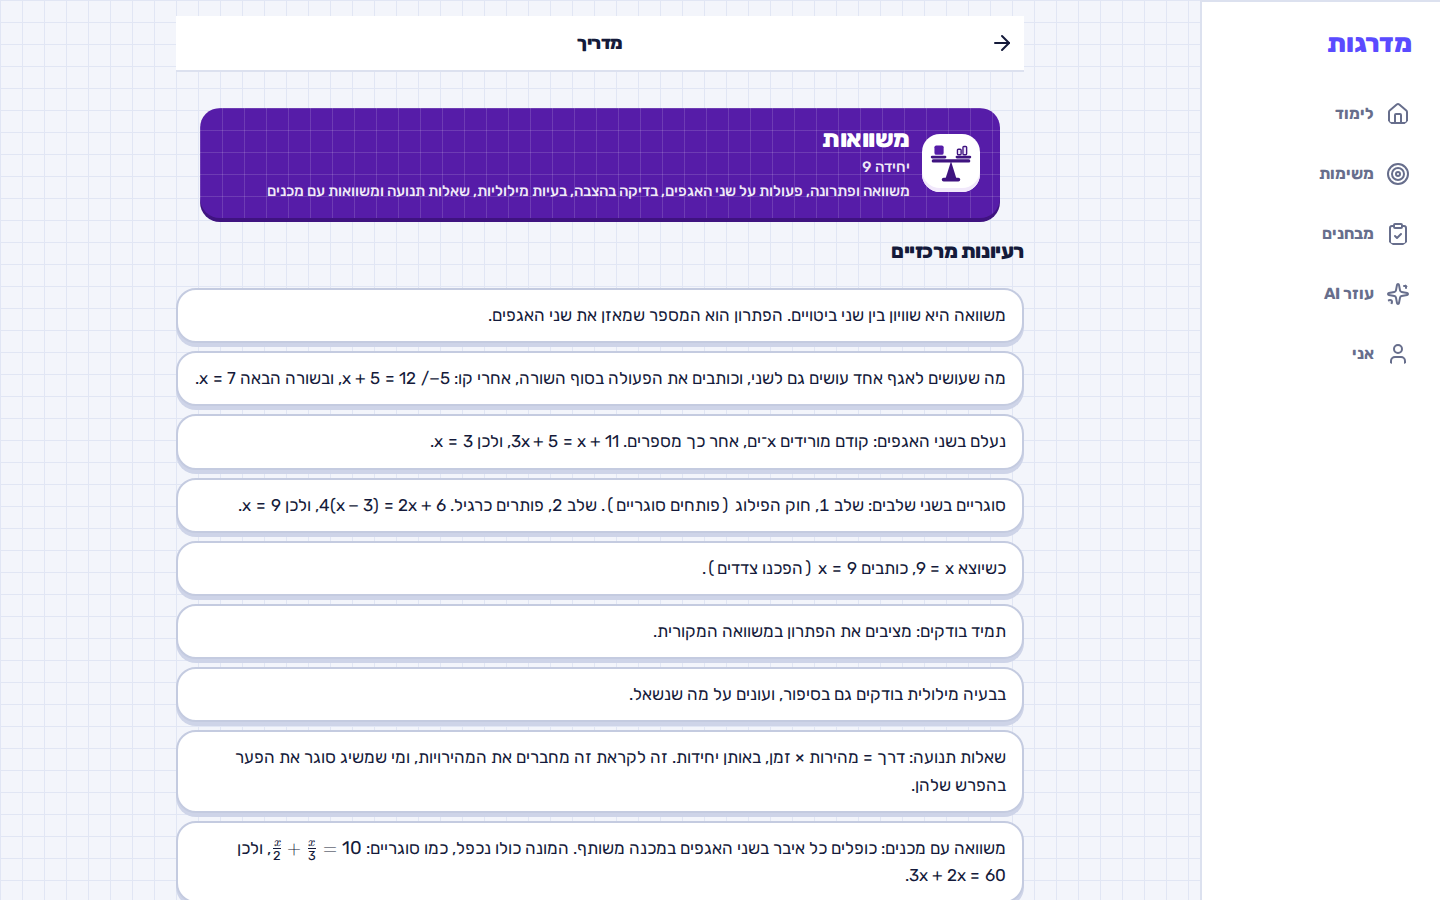 מדרגות
לימוד
משימות
מבחנים
עוזר AI
אני
מדריך
משוואות
יחידה 9
משוואה ופתרונה, פעולות על שני האגפים, בדיקה בהצבה, בעיות מילוליות, שאלות תנועה ומשוואות עם מכנים
רעיונות מרכזיים
משוואה היא שוויון בין שני ביטויים. הפתרון הוא המספר שמאזן את שני האגפים.
מה שעושים לאגף אחד עושים גם לשני, וכותבים את הפעולה בסוף השורה, אחרי קו: x + 5 = 12 /−5, ובשורה הבאה x = 7.
נעלם בשני האגפים: קודם מורידים x־ים, אחר כך מספרים. 3x + 5 = x + 11, ולכן x = 3.
סוגריים בשני שלבים: שלב 1, חוק הפילוג (פותחים סוגריים). שלב 2, פותרים כרגיל. 4(x − 3) = 2x + 6, ולכן x = 9.
כשיוצא 9 = x, כותבים x = 9 (הפכנו צדדים).
תמיד בודקים: מציבים את הפתרון במשוואה המקורית.
בבעיה מילולית בודקים גם בסיפור, ועונים על מה שנשאל.
שאלות תנועה: דרך = מהירות × זמן, באותן יחידות. זה לקראת זה מחברים את המהירויות, ומי שמשיג סוגר את הפער
בהפרש שלהן.
משוואה עם מכנים: כופלים כל איבר בשני האגפים במכנה משותף. המונה כולו נכפל, כמו סוגריים: x/2 + x/3 = 10, ולכן
3x + 2x = 60.